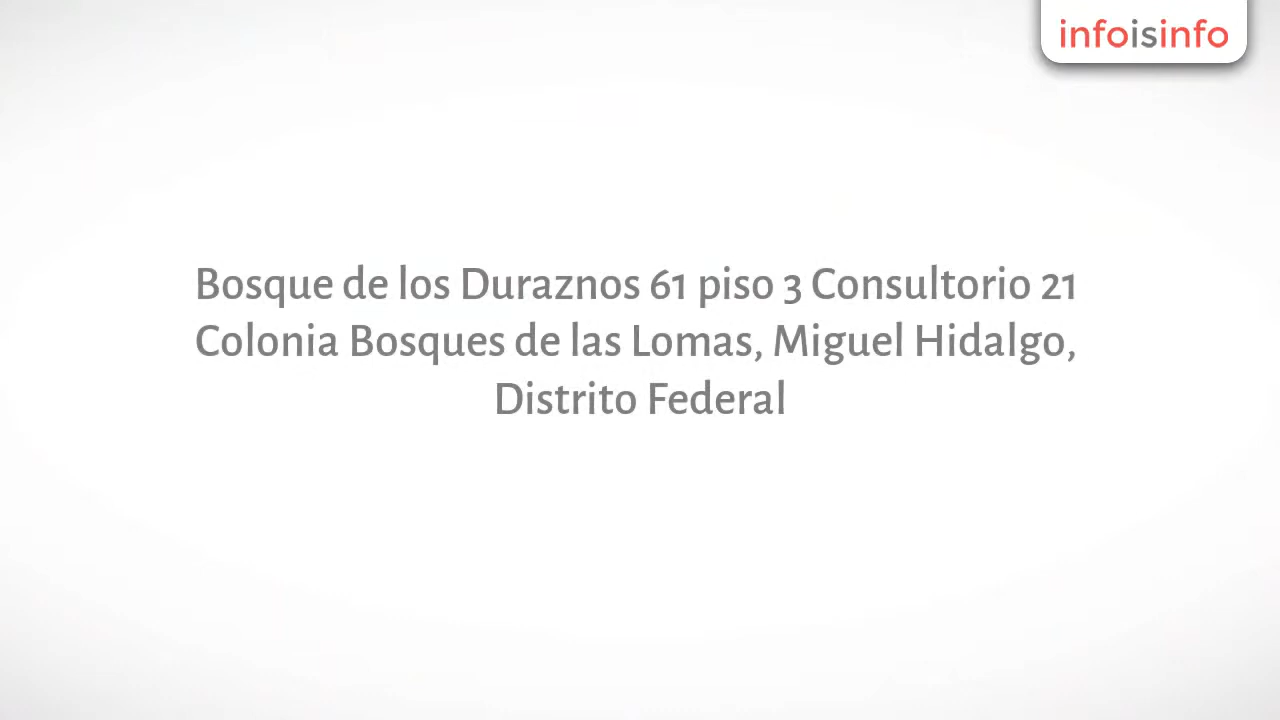 infoisinfo
Bosque de los Duraznos 61 piso 3 Consultorio 21
Colonia Bosques de las Lomas, Miguel Hidalgo,
Distrito Federal